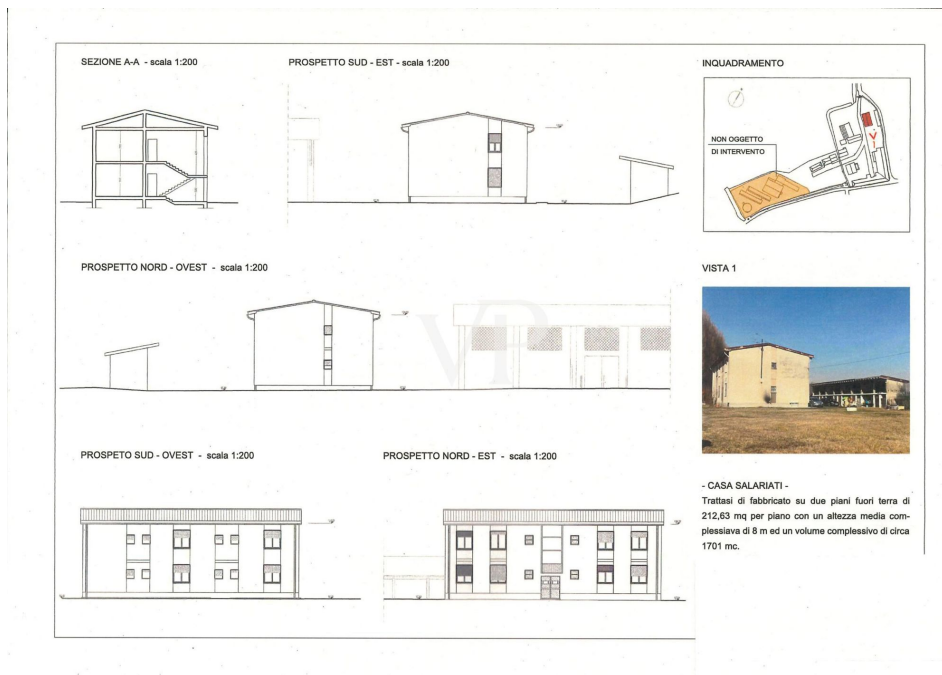 SEZIONE A-A - scala 1:200
PROSPETTO SUD - EST - scala 1:200
INQUADRAMENTO
NON OGGETTO
DI INTERVENTO
PROSPETTO NORD - OVEST - scala 1:200
VISTA 1
VP
PROSPETO SUD - OVEST - scala 1:200
PROSPETTO NORD - EST - scala 1:200
- CASA SALARIATI -
Trattasi di fabbricato su due piani fuori terra di
212,63 mq per piano con un altezza media com-
plessiava di 8 m ed un volume complessivo di circa
1701 mc.